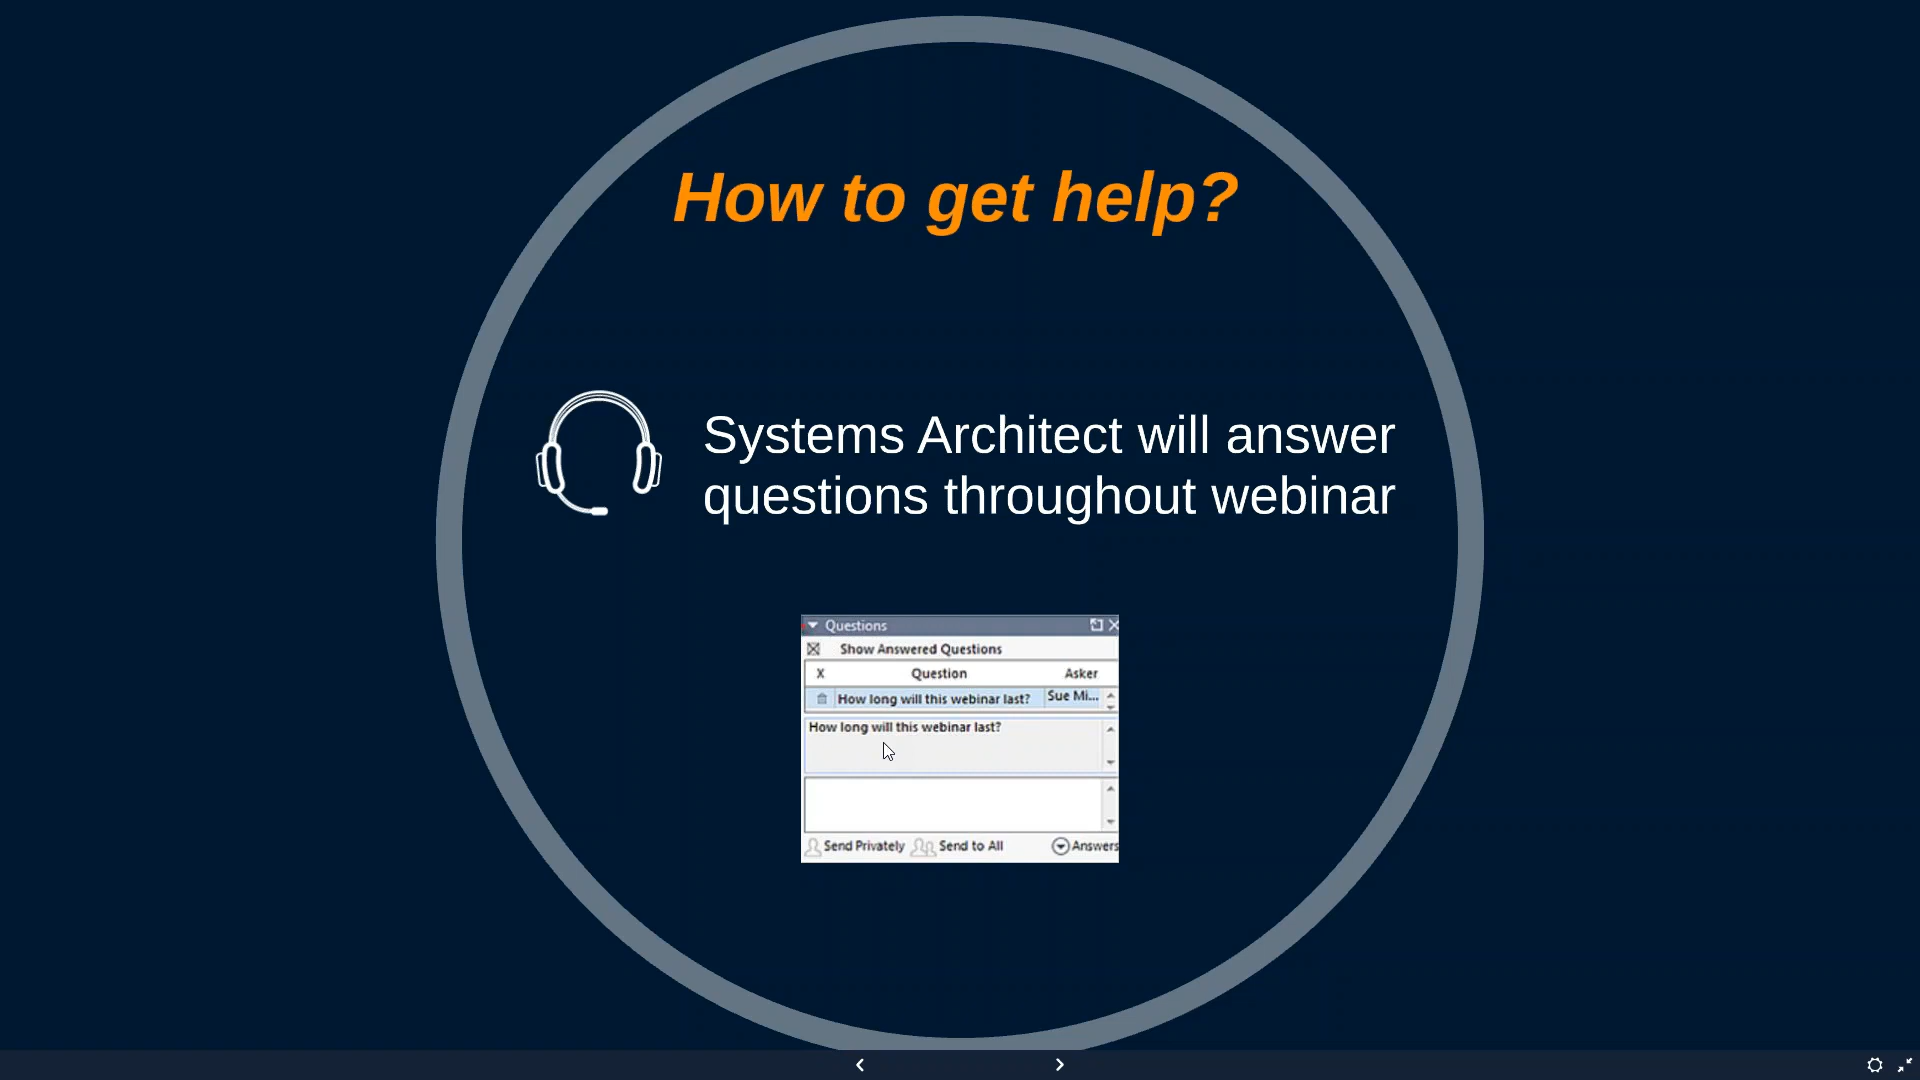 How to get help?
Systems Architect will answer
questions throughout webinar
Questions
Show Answered Questions
X Question Asker
How long will this webinar last? Sue Mi...
How long will this webinar last?
Send Privately Send to All Answers